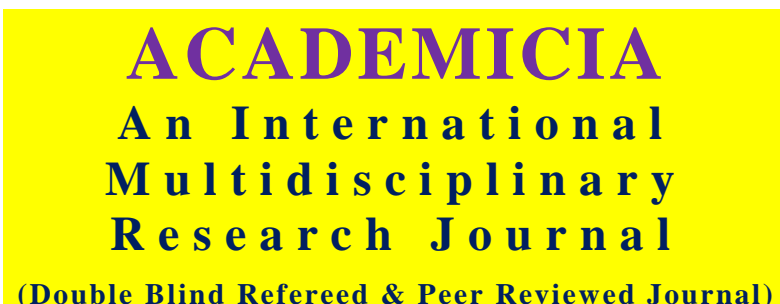 ACADEMICIA
An International
Multidisciplinary
Research Journal
(Double Blind Refereed & Peer Reviewed Journal)